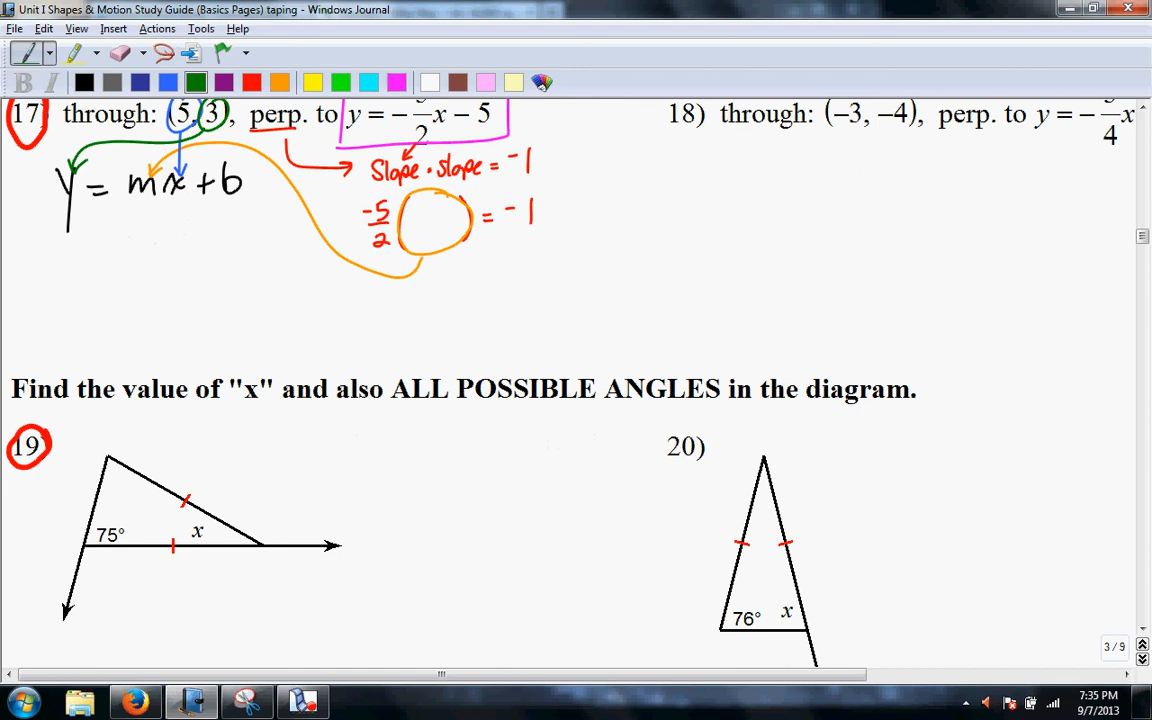 Unit I Shapes & Motion Study Guide (Basics Pages) taping - Windows Journal
File Edit View Insert Actions Tools Help
B I
17) through: (5, 3), perp. to y = - /2 x - 5
18) through: (-3, -4), perp. to y = - /4 x
Slope · slope = -1
y = mx + b
-5/2 ( ) = -1
Find the value of "x" and also ALL POSSIBLE ANGLES in the diagram.
19
20)
75° x
76° x
3 / 9
7:35 PM
9/7/2013